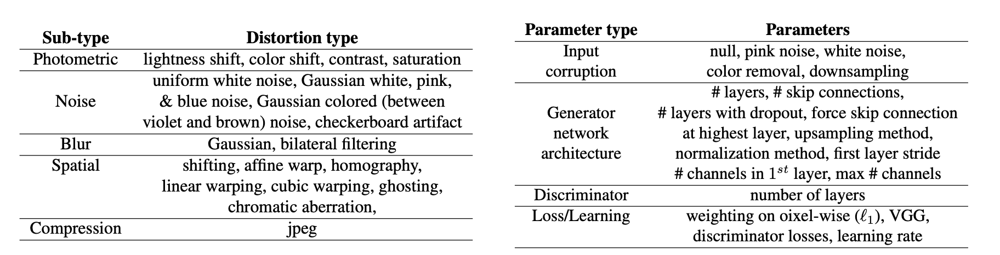 Sub-type Distortion type
Photometric lightness shift, color shift, contrast, saturation
uniform white noise, Gaussian white, pink,
Noise & blue noise, Gaussian colored (between
violet and brown) noise, checkerboard artifact
Blur Gaussian, bilateral filtering
Spatial shifting, affine warp, homography,
linear warping, cubic warping, ghosting,
chromatic aberration,
Compression jpeg
Parameter type Parameters
Input null, pink noise, white noise,
corruption color removal, downsampling
# layers, # skip connections,
Generator # layers with dropout, force skip connection
network at highest layer, upsampling method,
architecture normalization method, first layer stride
# channels in 1st layer, max # channels
Discriminator number of layers
Loss/Learning weighting on oixel-wise (ℓ1), VGG,
discriminator losses, learning rate